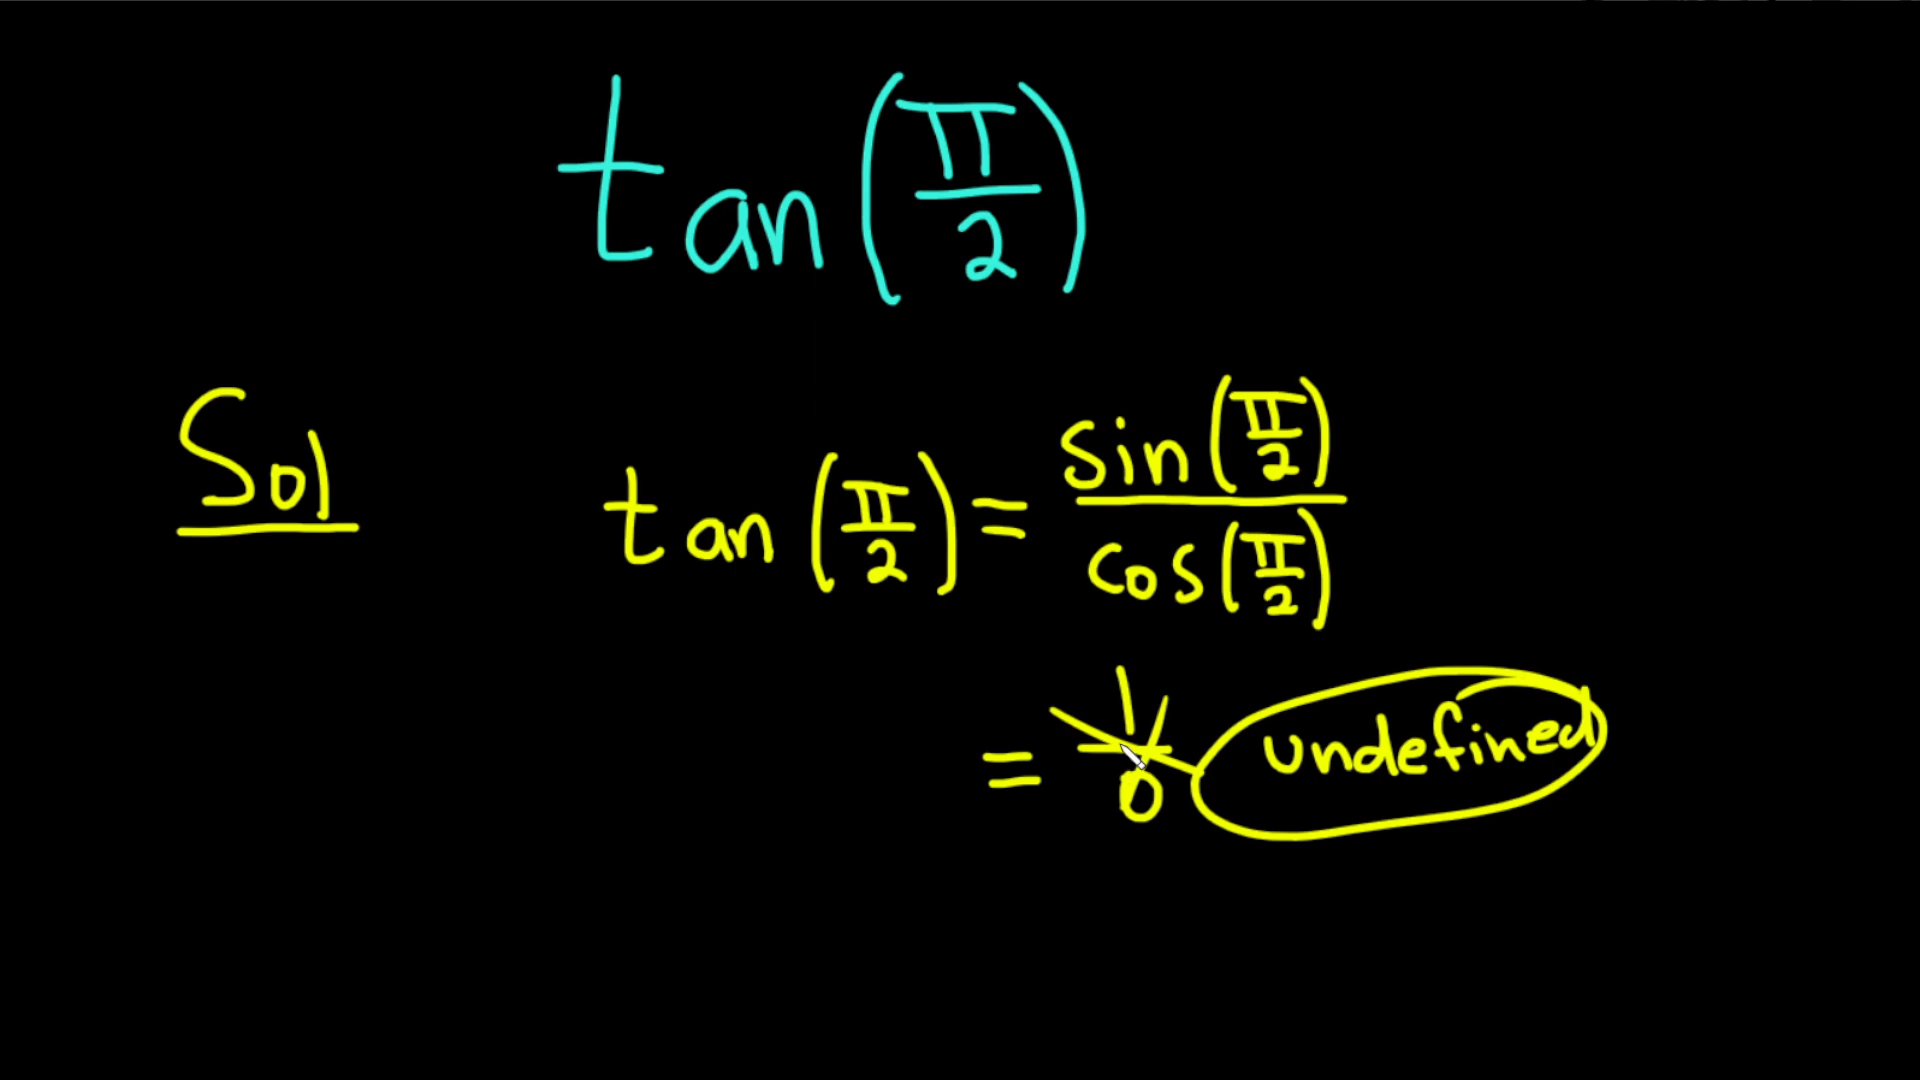 tan(π/2)
Sol
tan(π/2) = sin(π/2)/cos(π/2)
= 1/0 undefined